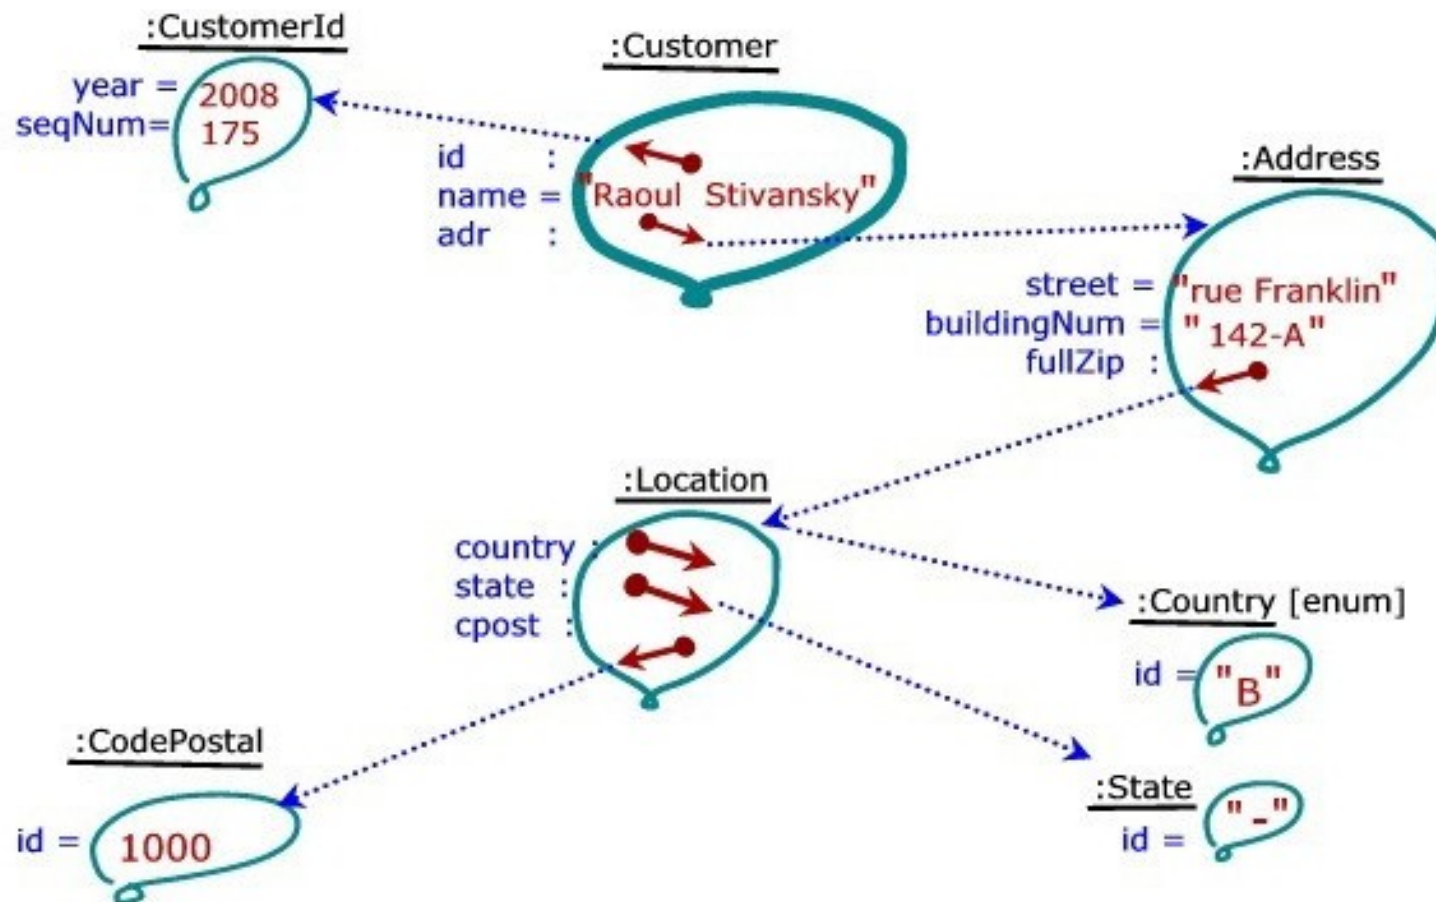 :CustomerId
year = 2008
seqNum= 175
:Customer
id :
name = "Raoul Stivansky"
adr :
:Address
street = "rue Franklin"
buildingNum = "142-A"
fullZip :
:Location
country :
state :
cpost :
:Country [enum]
id = "B"
:CodePostal
id = 1000
:State
id = "-"